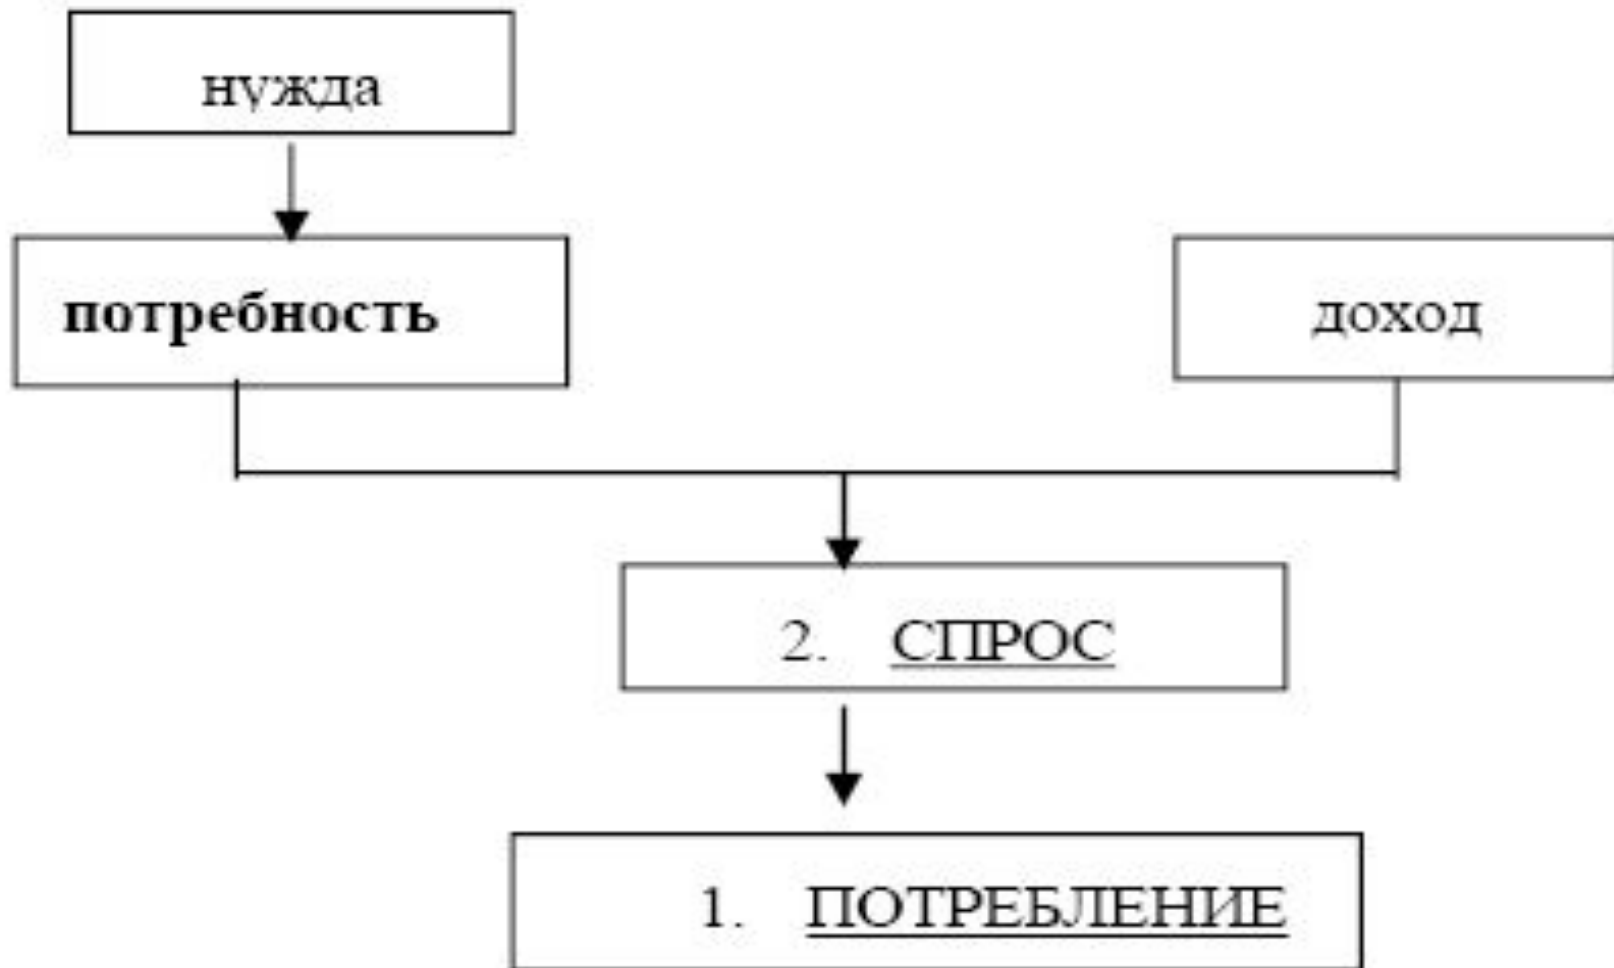 нужда
потребность
доход
2. СПРОС
1. ПОТРЕБЛЕНИЕ